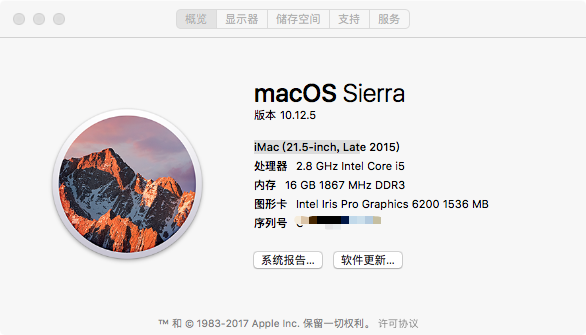 概览 显示器 储存空间 支持 服务
macOS Sierra
版本 10.12.5
iMac (21.5-inch, Late 2015)
处理器 2.8 GHz Intel Core i5
内存 16 GB 1867 MHz DDR3
图形卡 Intel Iris Pro Graphics 6200 1536 MB
序列号
系统报告... 软件更新...
™ 和 © 1983-2017 Apple Inc. 保留一切权利。 许可协议